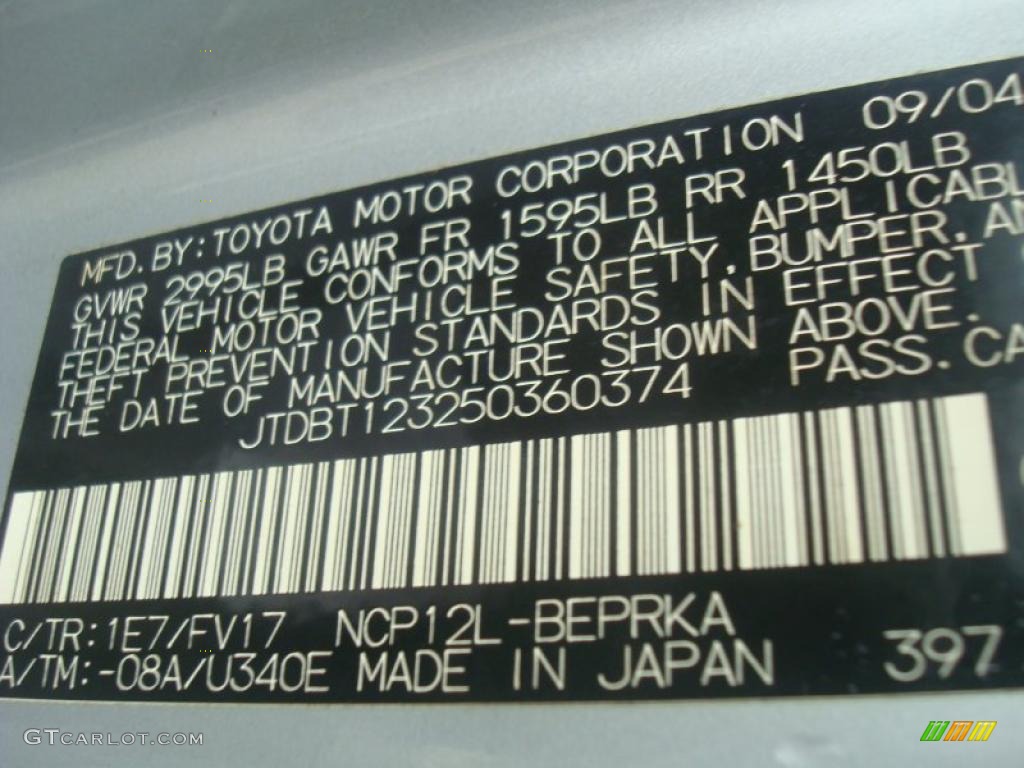 MFD. BY: TOYOTA MOTOR CORPORATION 09/04
GVWR 2995LB GAWR FR 1595LB RR 1450LB
THIS VEHICLE CONFORMS TO ALL APPLICABL
FEDERAL MOTOR VEHICLE SAFETY, BUMPER, AN
THEFT PREVENTION STANDARDS IN EFFECT
THE DATE OF MANUFACTURE SHOWN ABOVE.
JTDBT123250360374 PASS. CA
C/TR: 1E7/FV17 NCP12L-BEPRKA
A/TM: -08A/U340E MADE IN JAPAN 397
GTCARLOT.COM